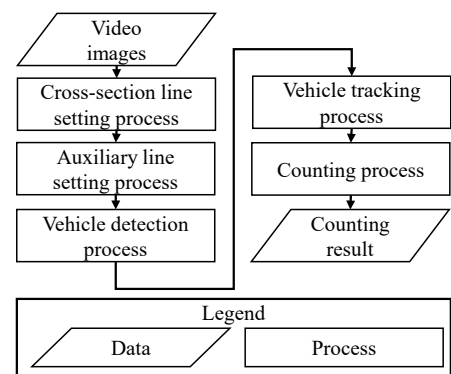 Video
images
Cross-section line
setting process
Auxiliary line
setting process
Vehicle detection
process
Vehicle tracking
process
Counting process
Counting
result
Legend
Data
Process